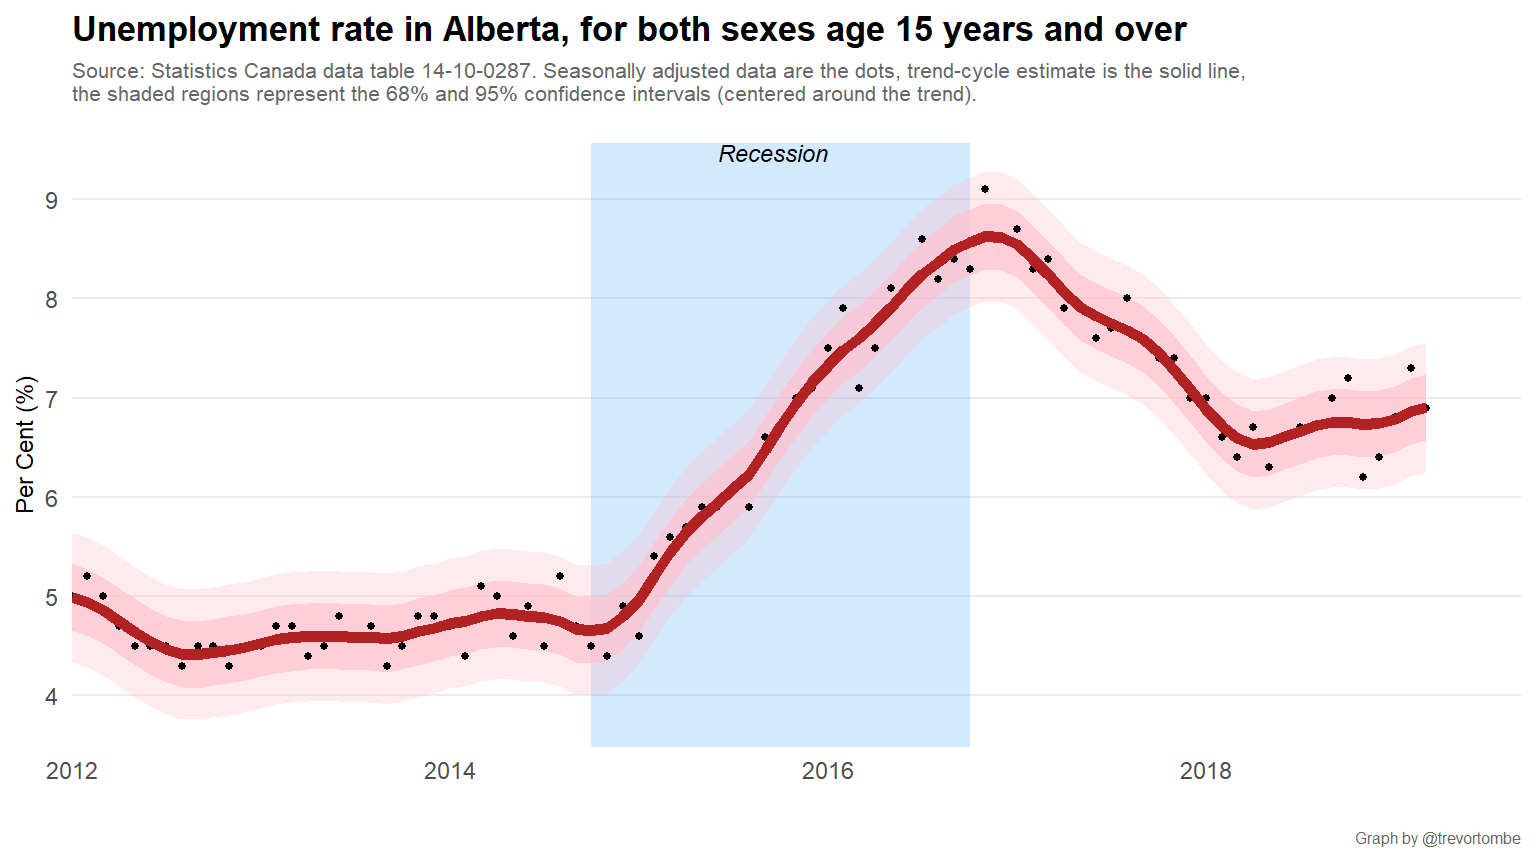 Unemployment rate in Alberta, for both sexes age 15 years and over
Source: Statistics Canada data table 14-10-0287. Seasonally adjusted data are the dots, trend-cycle estimate is the solid line,
the shaded regions represent the 68% and 95% confidence intervals (centered around the trend).
Recession
Per Cent (%)
9
8
7
6
5
4
2012
2014
2016
2018
Graph by @trevortombe